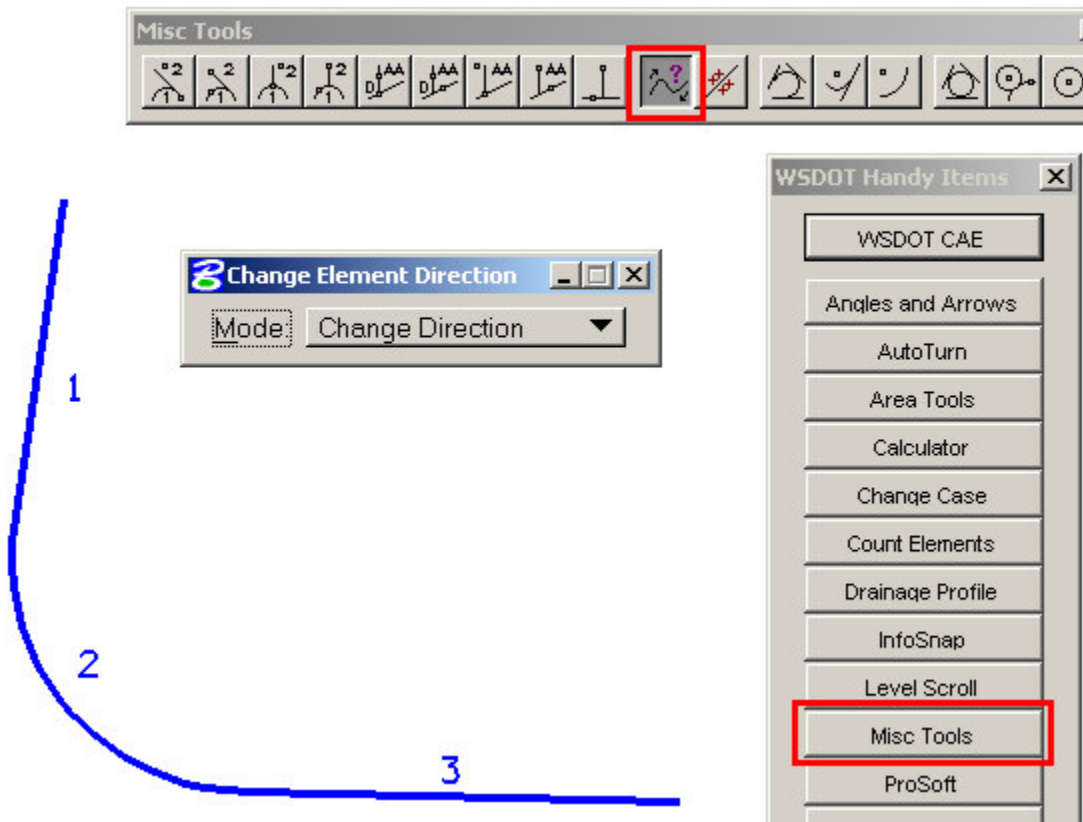 Misc Tools
WSDOT Handy Items
WSDOT CAE
Change Element Direction
Mode: Change Direction
Angles and Arrows
AutoTurn
Area Tools
1
Calculator
Change Case
Count Elements
Drainage Profile
InfoSnap
2
Level Scroll
Misc Tools
3
ProSoft